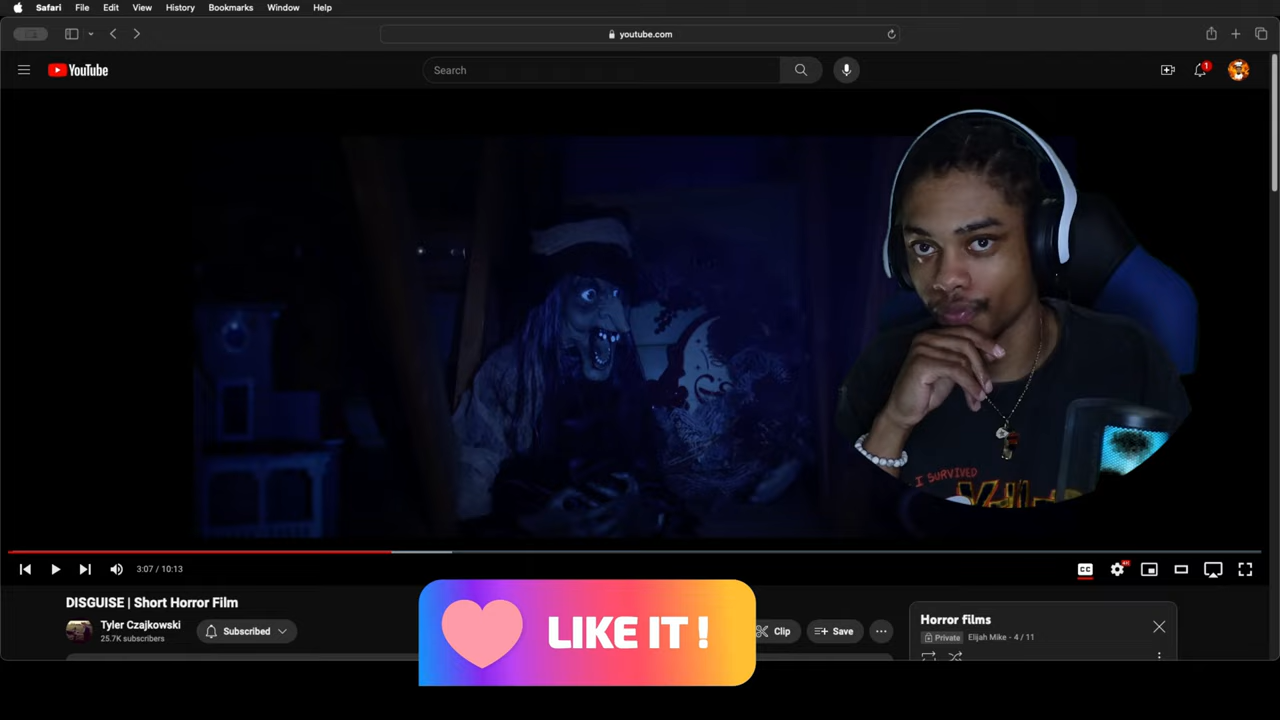 Safari File Edit View History Bookmarks Window Help
youtube.com
YouTube
Search
1
I SURVIVED
3:07 / 10:13
CC
DISGUISE | Short Horror Film
Tyler Czajkowski
25.7K subscribers
Subscribed
LIKE IT !
Clip
Save
Horror films
Private
Elijah Mike - 4 / 11